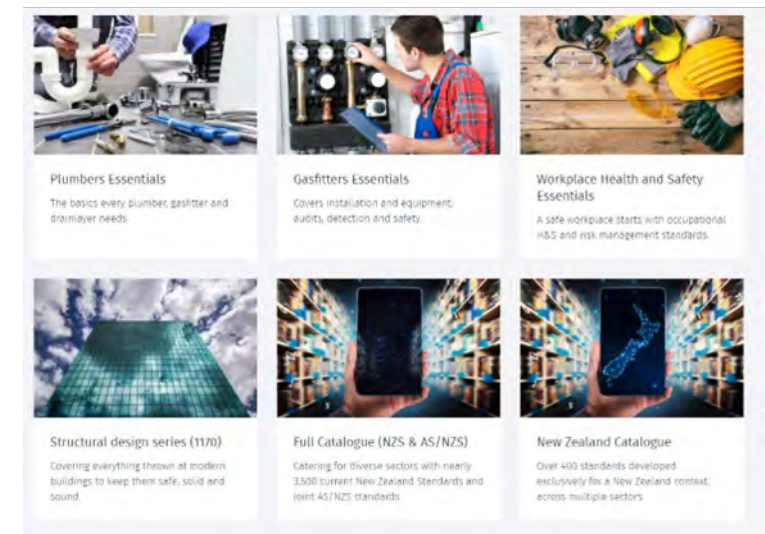 Plumbers Essentials
The basics every plumber, gasfitter and
drainlayer needs.
Gasfitters Essentials
Covers installation and equipment,
audits, detection and safety.
Workplace Health and Safety
Essentials
A safe workplace starts with occupational
H&S and risk management standards.
Structural design series (1170)
Covering everything thrown at modern
buildings to keep them safe, solid and
sound
Full Catalogue (NZS & AS/NZS)
Catering for diverse sectors with nearly
3,500 current New Zealand Standards and
joint AS/NZS standards
New Zealand Catalogue
Over 400 standards developed
exclusively for a New Zealand context,
across multiple sectors